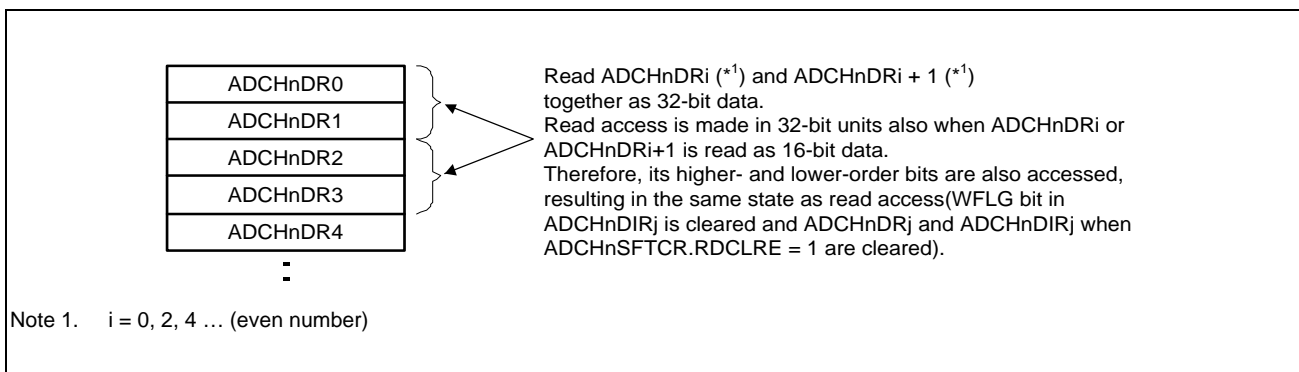 ADCHnDR0
ADCHnDR1
ADCHnDR2
ADCHnDR3
ADCHnDR4
Read ADCHnDRi (*1) and ADCHnDRi + 1 (*1)
together as 32-bit data.
Read access is made in 32-bit units also when ADCHnDRi or
ADCHnDRi+1 is read as 16-bit data.
Therefore, its higher- and lower-order bits are also accessed,
resulting in the same state as read access(WFLG bit in
ADCHnDIRj is cleared and ADCHnDRj and ADCHnDIRj when
ADCHnSFTCR.RDCLRE = 1 are cleared).
Note 1. i = 0, 2, 4 … (even number)